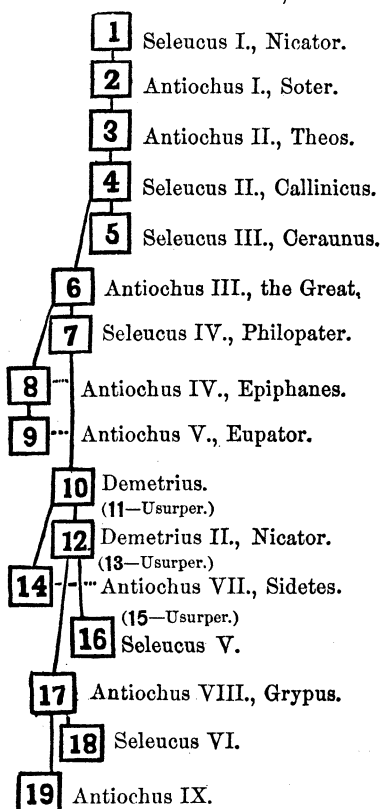 1 Seleucus I., Nicator.
2 Antiochus I., Soter.
3 Antiochus II., Theos.
4 Seleucus II., Callinicus.
5 Seleucus III., Ceraunus.
6 Antiochus III., the Great,
7 Seleucus IV., Philopater.
8 Antiochus IV., Epiphanes.
9 Antiochus V., Eupator.
10 Demetrius.
(11—Usurper.)
12 Demetrius II., Nicator.
(13—Usurper.)
14 Antiochus VII., Sidetes.
(15—Usurper.)
16 Seleucus V.
17 Antiochus VIII., Grypus.
18 Seleucus VI.
19 Antiochus IX.